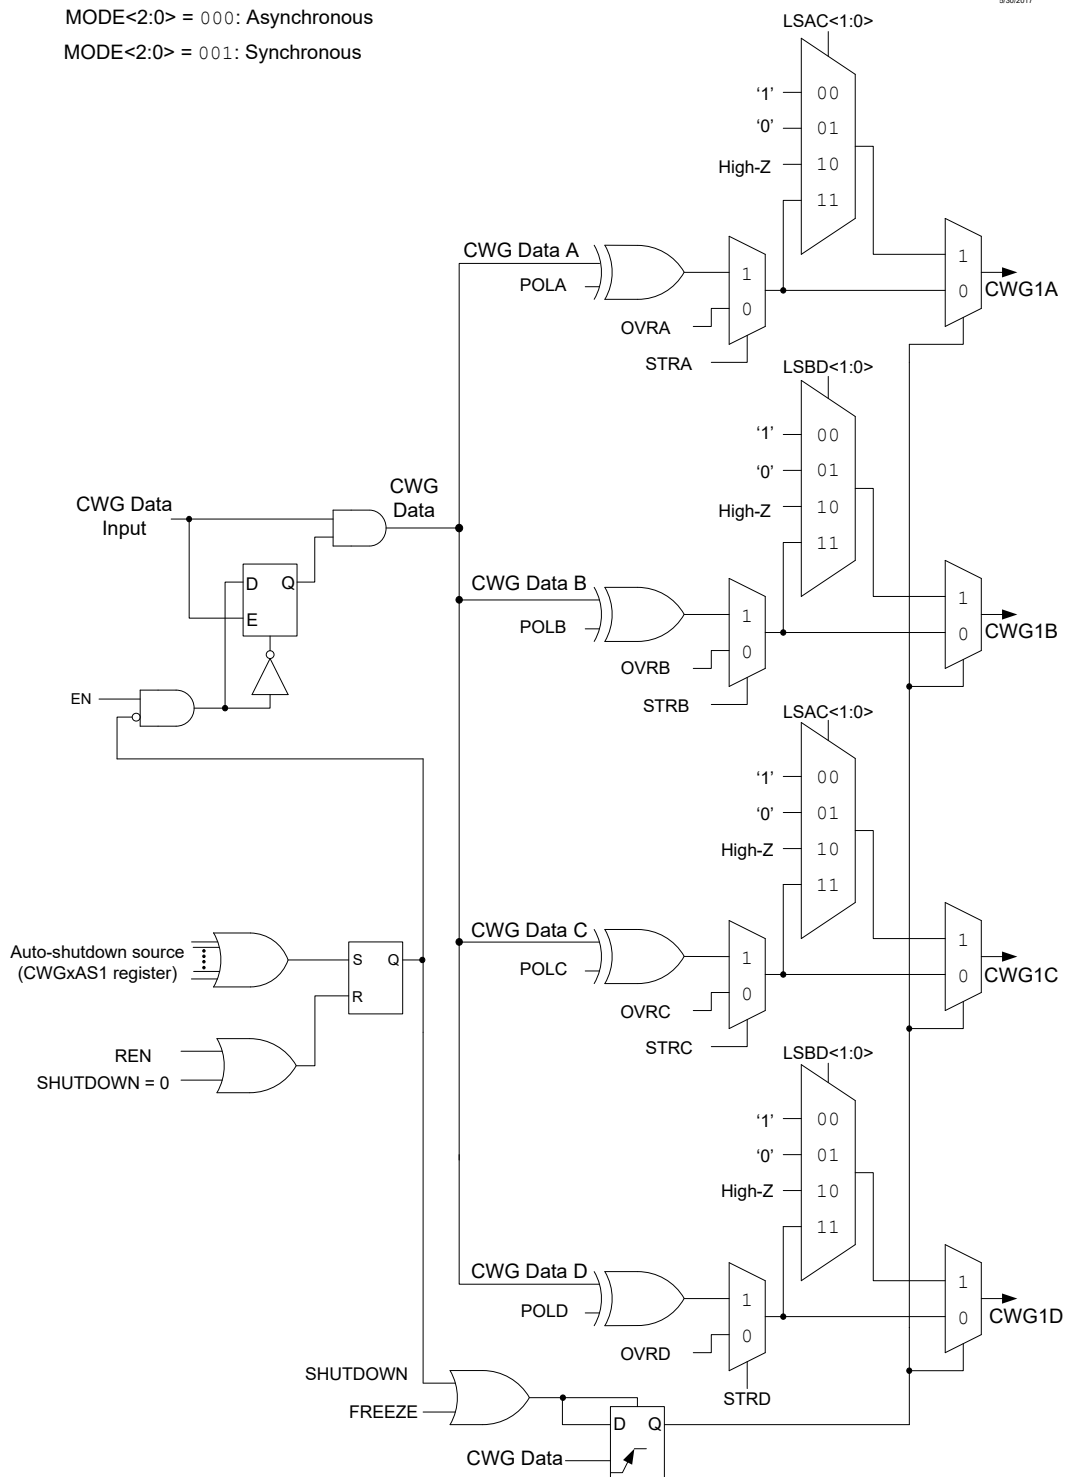 5/30/2017
MODE<2:0> = 000: Asynchronous
MODE<2:0> = 001: Synchronous
LSAC<1:0>
‘1’ 00
‘0’ 01
High-Z 10
11
CWG Data A
POLA
OVRA
STRA
1
0
1
0
CWG1A
LSBD<1:0>
‘1’ 00
‘0’ 01
High-Z 10
11
CWG Data
Input
CWG
Data
D Q
E
EN
CWG Data B
POLB
OVRB
STRB
1
0
1
0
CWG1B
LSAC<1:0>
‘1’ 00
‘0’ 01
High-Z 10
11
CWG Data C
POLC
OVRC
STRC
1
0
1
0
CWG1C
Auto-shutdown source
(CWGxAS1 register)
S Q
R
REN
SHUTDOWN = 0
LSBD<1:0>
‘1’ 00
‘0’ 01
High-Z 10
11
CWG Data D
POLD
OVRD
STRD
1
0
1
0
CWG1D
SHUTDOWN
FREEZE
D Q
CWG Data